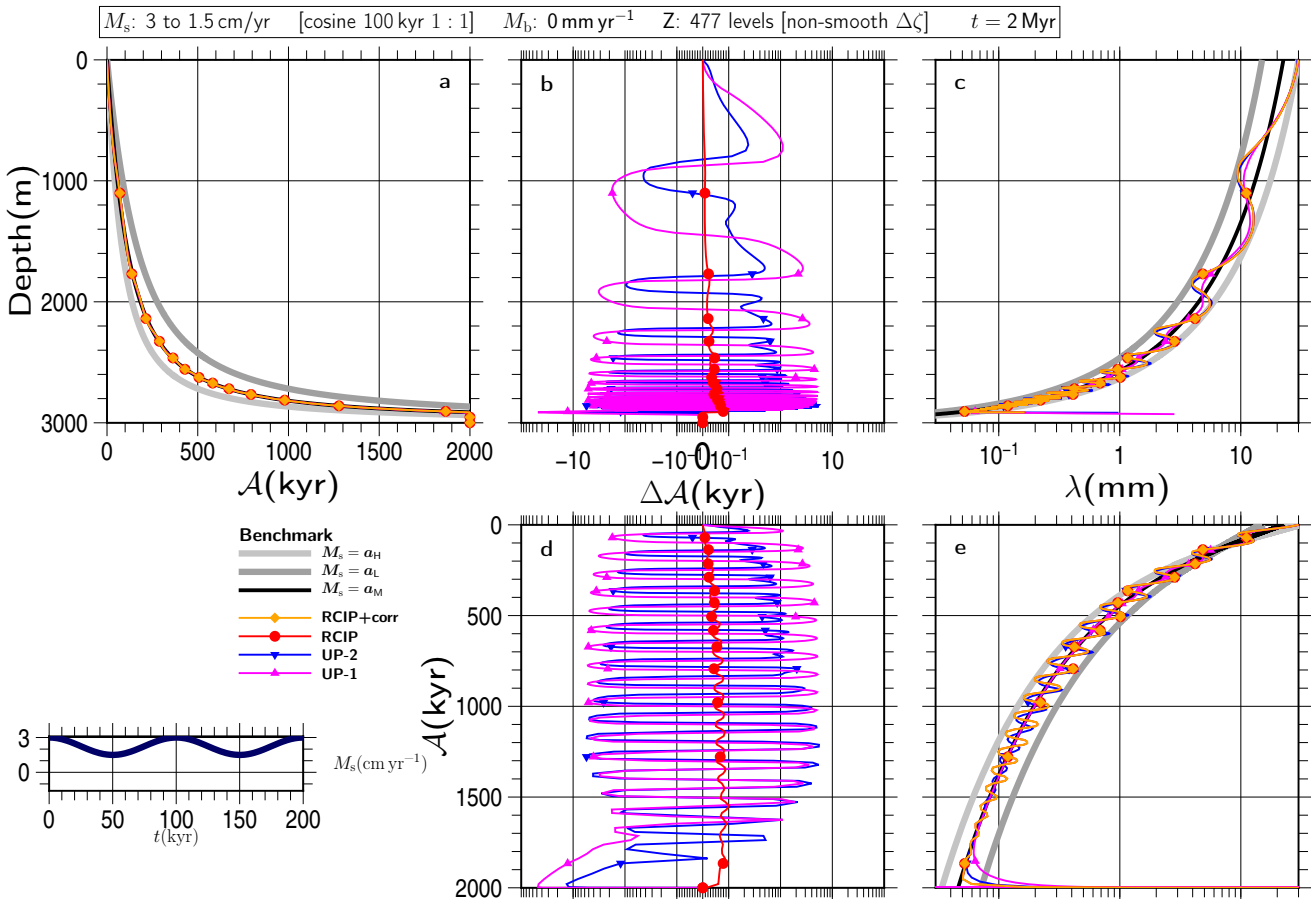 Mₛ: 3 to 1.5 cm/yr [cosine 100 kyr 1 : 1] M_b: 0 mm yr⁻¹ Z: 477 levels [non-smooth Δζ] t = 2 Myr
a b c
0
1000
2000
3000
Depth(m)
0 500 1000 1500 2000
𝒜(kyr)
−10 −10⁻¹ 0 10⁻¹ 10
Δ𝒜(kyr)
10⁻¹ 1 10
λ(mm)
Benchmark
Mₛ = a_H
Mₛ = a_L
Mₛ = a_M
RCIP+corr
RCIP
UP-2
UP-1
3
0
Mₛ(cm yr⁻¹)
0 50 100 150 200
t(kyr)
d e
0
500
1000
1500
2000
𝒜(kyr)